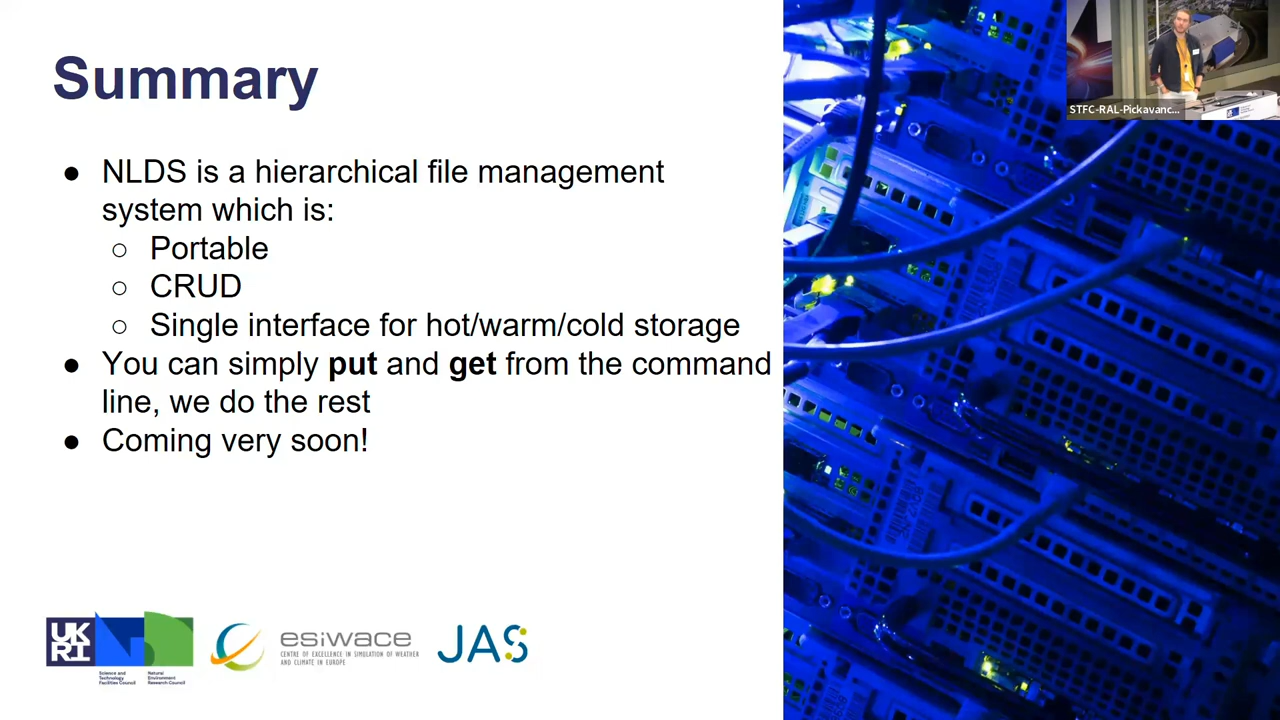 Summary
● NLDS is a hierarchical file management
system which is:
○ Portable
○ CRUD
○ Single interface for hot/warm/cold storage
● You can simply put and get from the command
line, we do the rest
● Coming very soon!
STFC-RAL-Pickavanc...
UK
RI
Science and
Technology
Facilities Council
Natural
Environment
Research Council
esiwace
CENTRE OF EXCELLENCE IN SIMULATION OF WEATHER
AND CLIMATE IN EUROPE
JAS